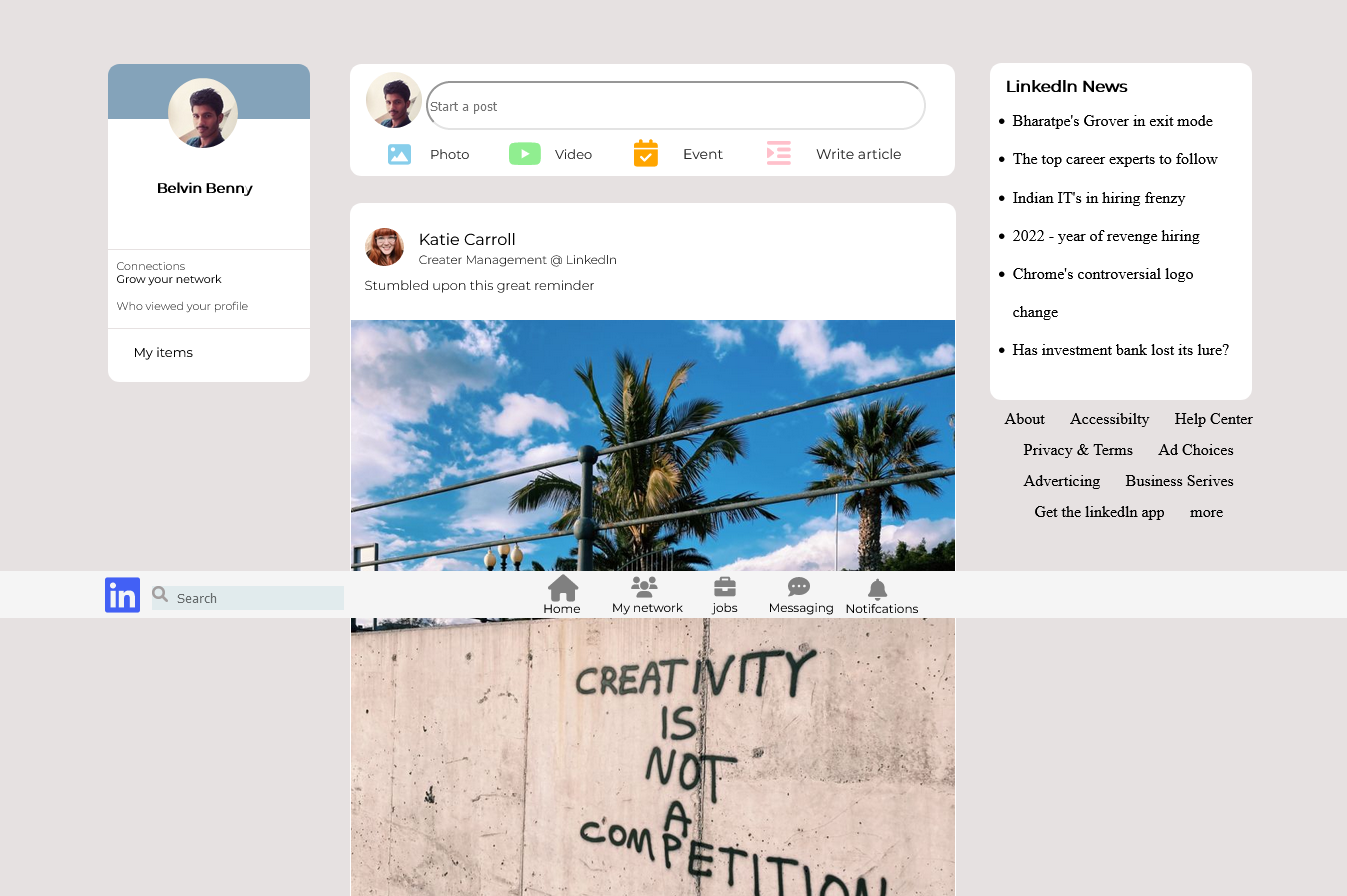 Belvin Benny
Connections
Grow your network
Who viewed your profile
My items
Start a post
Photo
Video
Event
Write article
Katie Carroll
Creater Management @ Linkedln
Stumbled upon this great reminder
Linkedln News
Bharatpe's Grover in exit mode
The top career experts to follow
Indian IT's in hiring frenzy
2022 - year of revenge hiring
Chrome's controversial logo
change
Has investment bank lost its lure?
About Accessibilty Help Center
Privacy & Terms Ad Choices
Adverticing Business Serives
Get the linkedln app more
in
Search
Home
My network
jobs
Messaging
Notifcations
CREATIVITY
IS
NOT
A
COMPETITION